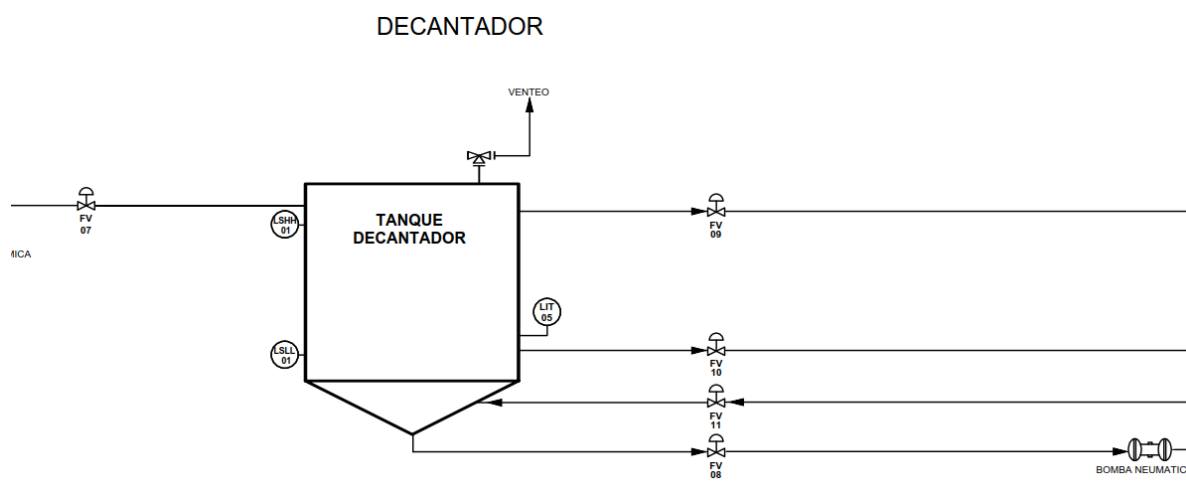 DECANTADOR
VENTEO
TANQUE
DECANTADOR
FV
07
LSHH
01
MICA
FV
09
LIT
05
LSLL
01
FV
10
FV
11
FV
08
BOMBA NEUMATIC